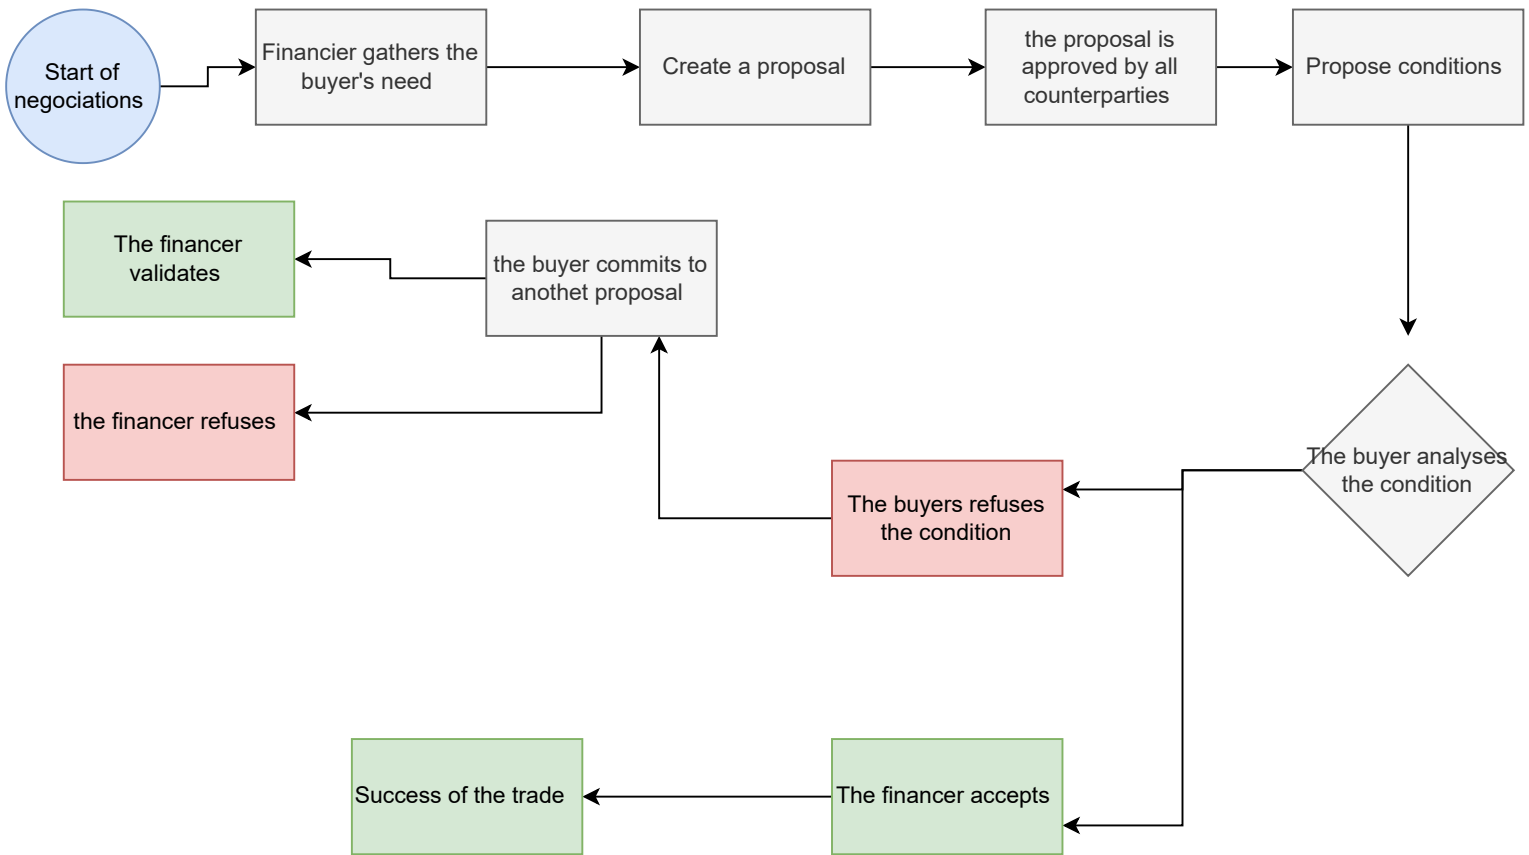 Start of
negociations
Financier gathers the
buyer's need
Create a proposal
the proposal is
approved by all
counterparties
Propose conditions
The financer
validates
the buyer commits to
anothet proposal
the financer refuses
The buyer analyses
the condition
The buyers refuses
the condition
Success of the trade
The financer accepts